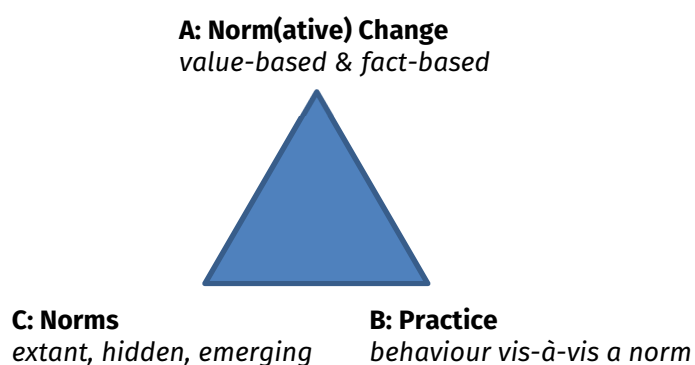 A: Norm(ative) Change
value-based & fact-based
C: Norms
extant, hidden, emerging
B: Practice
behaviour vis-à-vis a norm